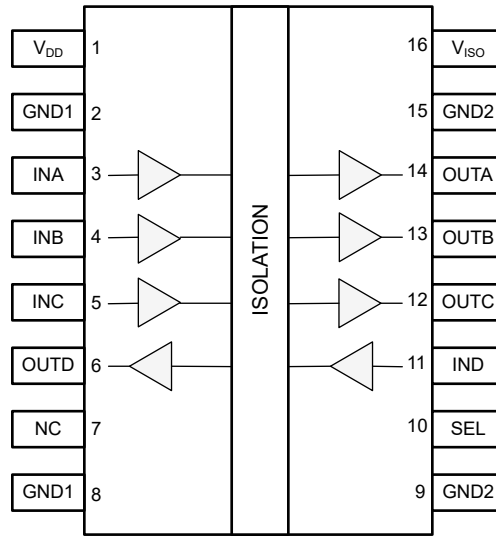 V_DD 1 16 V_ISO
GND1 2 15 GND2
INA 3 14 OUTA
INB 4 13 OUTB
INC 5 12 OUTC
OUTD 6 11 IND
NC 7 10 SEL
GND1 8 9 GND2
ISOLATION